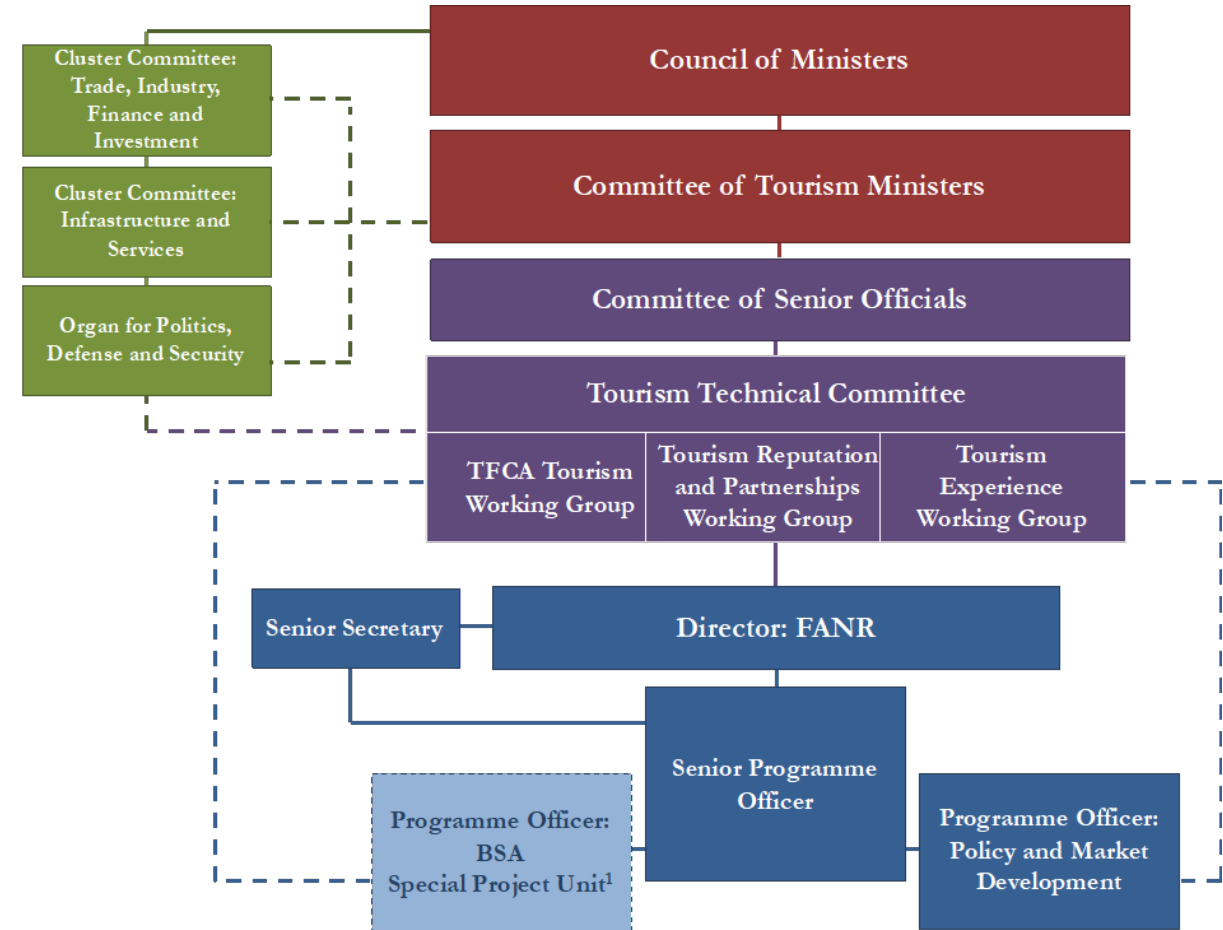 Council of Ministers
Cluster Committee:
Trade, Industry,
Finance and
Investment
Committee of Tourism Ministers
Cluster Committee:
Infrastructure and
Services
Committee of Senior Officials
Organ for Politics,
Defense and Security
Tourism Technical Committee
TFCA Tourism
Working Group
Tourism Reputation
and Partnerships
Working Group
Tourism
Experience
Working Group
Senior Secretary
Director: FANR
Senior Programme
Officer
Programme Officer:
BSA
Special Project Unit¹
Programme Officer:
Policy and Market
Development